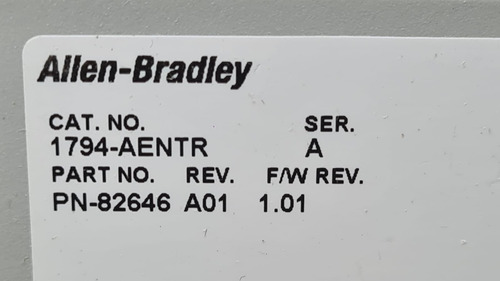 Allen-Bradley
CAT. NO. SER.
1794-AENTR A
PART NO. REV. F/W REV.
PN-82646 A01 1.01